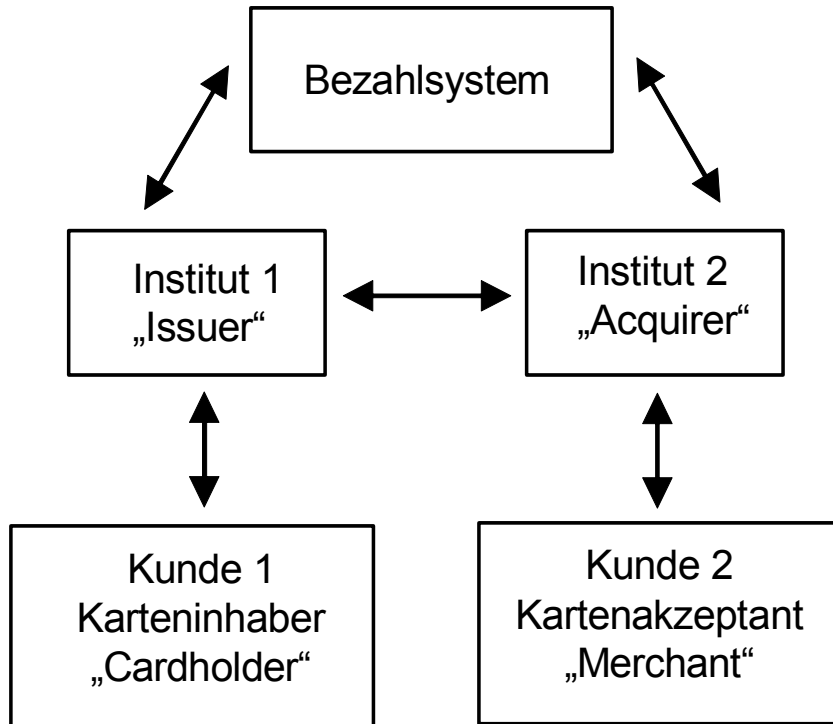 Bezahlsystem
Institut 1
„Issuer“
Institut 2
„Acquirer“
Kunde 1
Karteninhaber
„Cardholder“
Kunde 2
Kartenakzeptant
„Merchant“